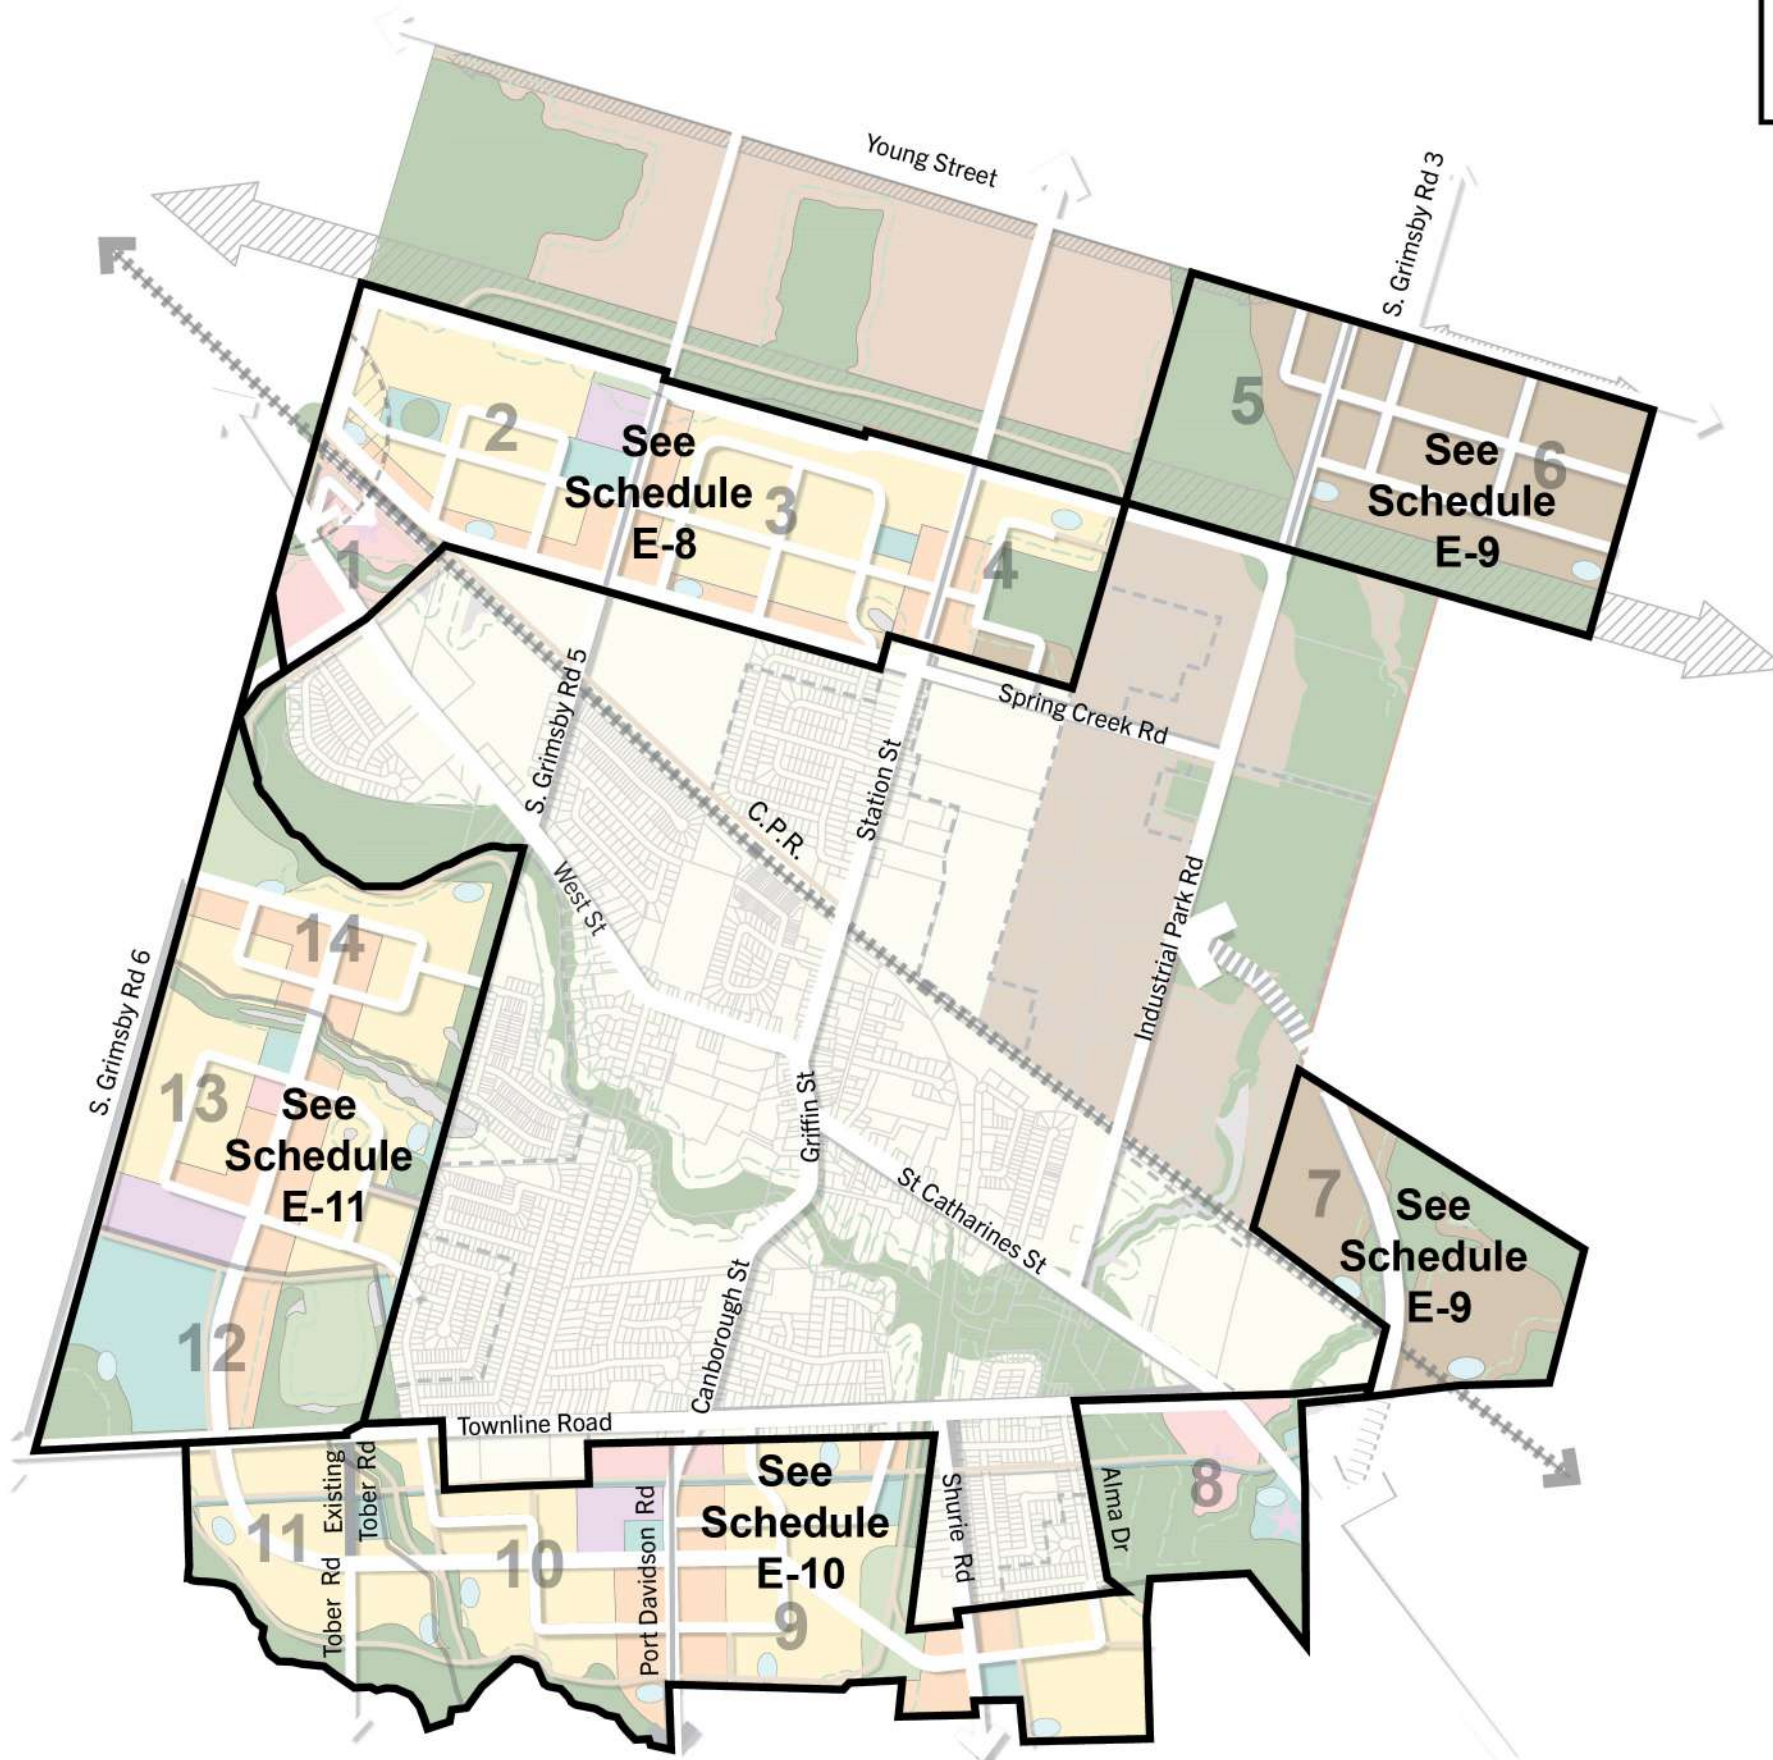 Young Street
S. Grimsby Rd 3
5
6
See
Schedule
E-9
2
3
See
Schedule
E-8
1
4
Spring Creek Rd
S. Grimsby Rd 5
Station St
C.P.R.
West St
Industrial Park Rd
14
S. Grimsby Rd 6
13
See
Schedule
E-11
Griffin St
St Catharines St
7
See
Schedule
E-9
12
Canborough St
Townline Road
See
Schedule
E-10
11
Existing
Tober Rd
Tober Rd
10
Port Davidson Rd
9
Shurie Rd
Alma Dr
8